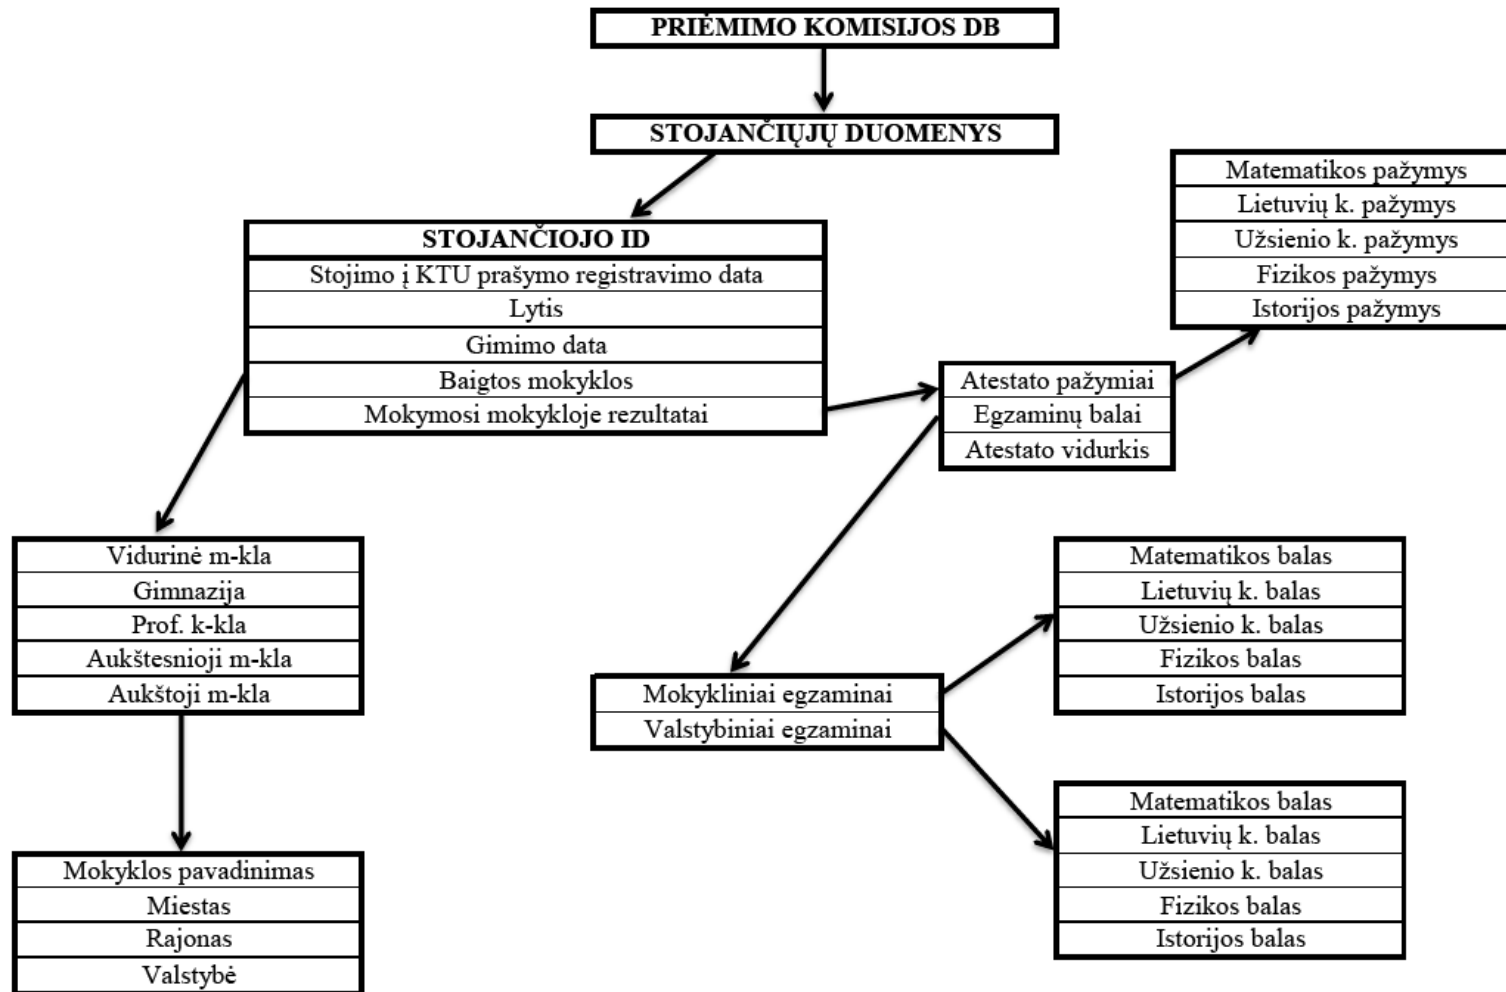 PRIĖMIMO KOMISIJOS DB
STOJANČIŲJŲ DUOMENYS
STOJANČIOJO ID
Stojimo į KTU prašymo registravimo data
Lytis
Gimimo data
Baigtos mokyklos
Mokymosi mokykloje rezultatai
Matematikos pažymys
Lietuvių k. pažymys
Užsienio k. pažymys
Fizikos pažymys
Istorijos pažymys
Atestato pažymiai
Egzaminų balai
Atestato vidurkis
Vidurinė m-kla
Gimnazija
Prof. k-kla
Aukštesnioji m-kla
Aukštoji m-kla
Mokykliniai egzaminai
Valstybiniai egzaminai
Matematikos balas
Lietuvių k. balas
Užsienio k. balas
Fizikos balas
Istorijos balas
Matematikos balas
Lietuvių k. balas
Užsienio k. balas
Fizikos balas
Istorijos balas
Mokyklos pavadinimas
Miestas
Rajonas
Valstybė